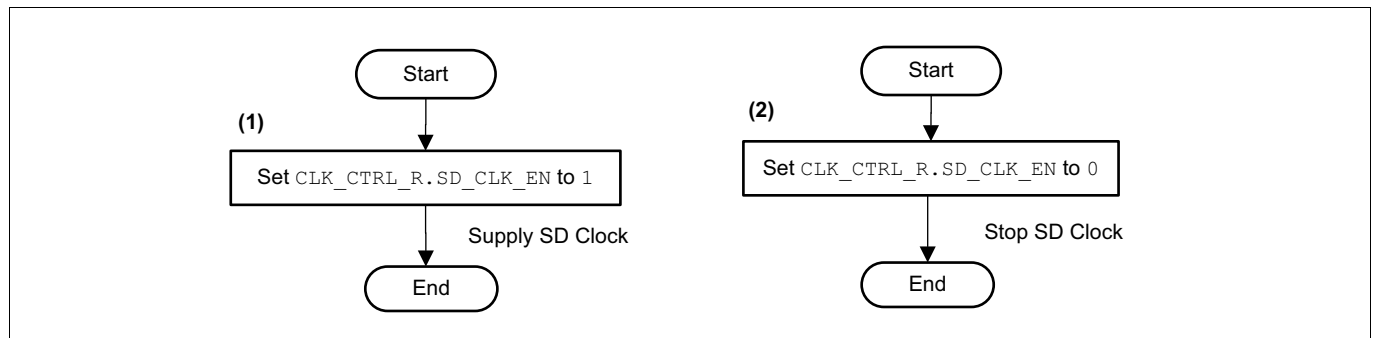 Start
(1)
Set CLK_CTRL_R.SD_CLK_EN to 1
Supply SD Clock
End
Start
(2)
Set CLK_CTRL_R.SD_CLK_EN to 0
Stop SD Clock
End